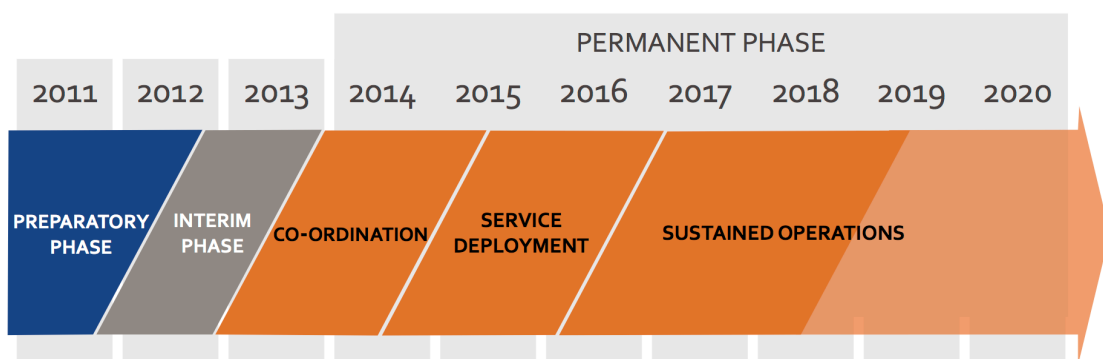 PERMANENT PHASE
2011 2012 2013 2014 2015 2016 2017 2018 2019 2020
PREPARATORY
PHASE
INTERIM
PHASE
CO-ORDINATION
SERVICE
DEPLOYMENT
SUSTAINED OPERATIONS